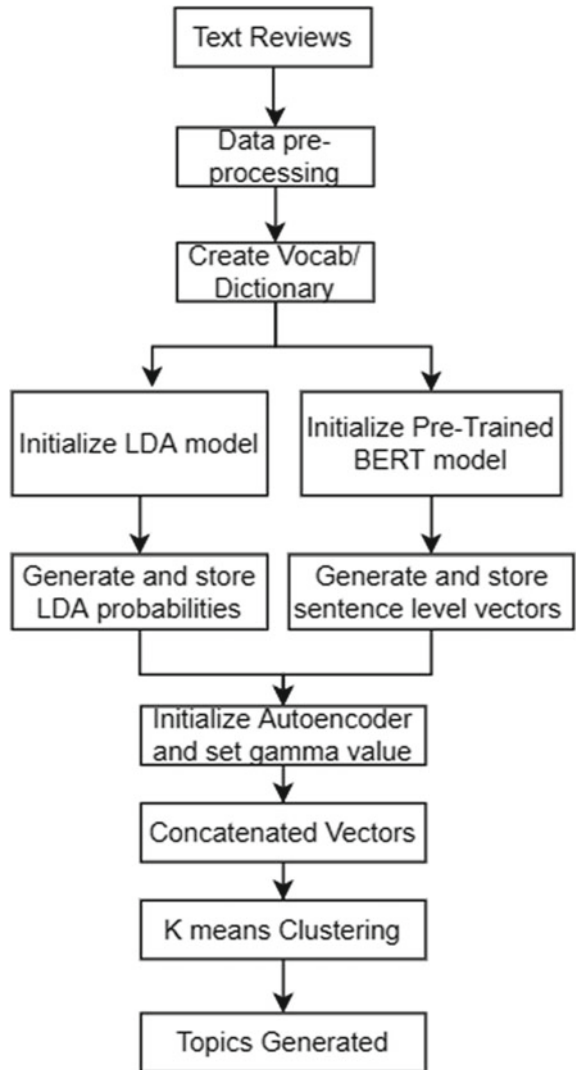 Text Reviews
Data pre-
processing
Create Vocab/
Dictionary
Initialize LDA model
Initialize Pre-Trained
BERT model
Generate and store
LDA probabilities
Generate and store
sentence level vectors
Initialize Autoencoder
and set gamma value
Concatenated Vectors
K means Clustering
Topics Generated